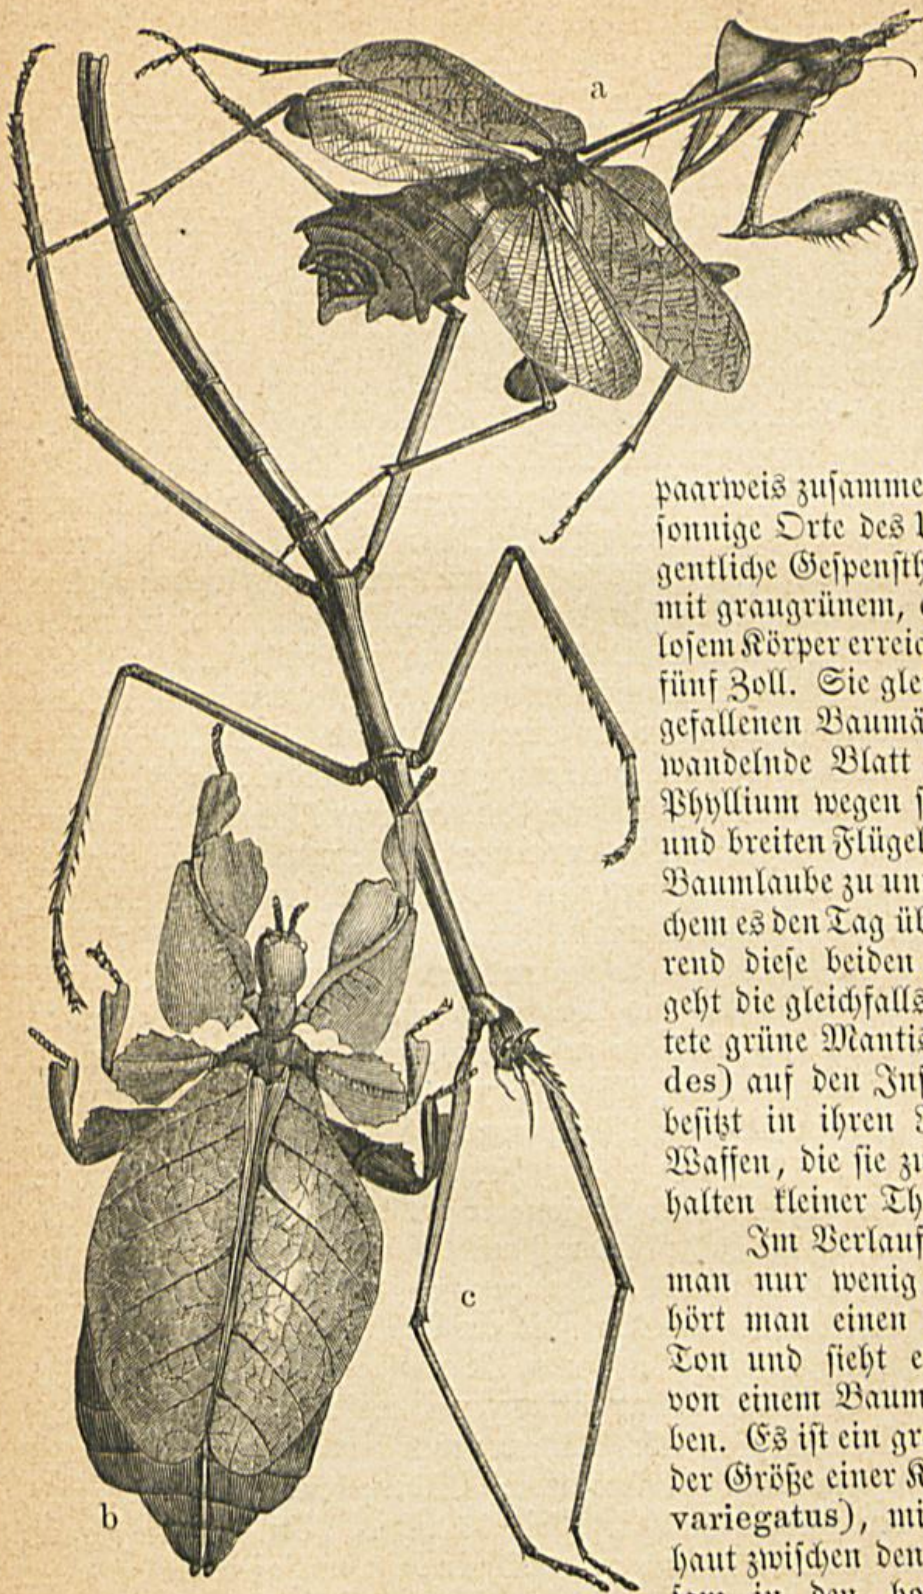 a
paarweis zuſamme
ſonnige Orte des
gentliche Geſpenſth
mit graugrünem,
loſem Körper erreic
fünf Zoll. Sie gle
gefallenen Baumä
wandelnde Blatt
Phyllium wegen ſ
und breiten Flügel
Baumlaube zu un
chem es den Tag üb
rend dieſe beiden
geht die gleichfalls
tete grüne Mantis
des) auf den Inſ
beſitzt in ihren
Waffen, die ſie zu
halten kleiner Th
Im Verlauf
man nur wenig
hört man einen
Ton und ſieht e
von einem Baum
ben. Es iſt ein gr
der Größe einer K
variegatus), mi
haut zwiſchen den
in den
c
b